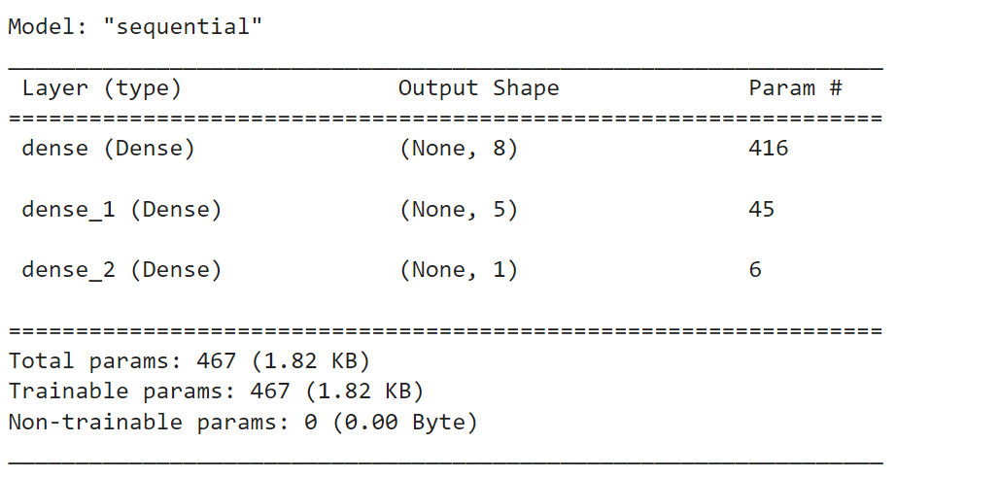 Model: "sequential"
_________________________________________________________________
 Layer (type)                Output Shape              Param #
=================================================================
 dense (Dense)               (None, 8)                 416
 dense_1 (Dense)             (None, 5)                 45
 dense_2 (Dense)             (None, 1)                 6
=================================================================
Total params: 467 (1.82 KB)
Trainable params: 467 (1.82 KB)
Non-trainable params: 0 (0.00 Byte)
_________________________________________________________________